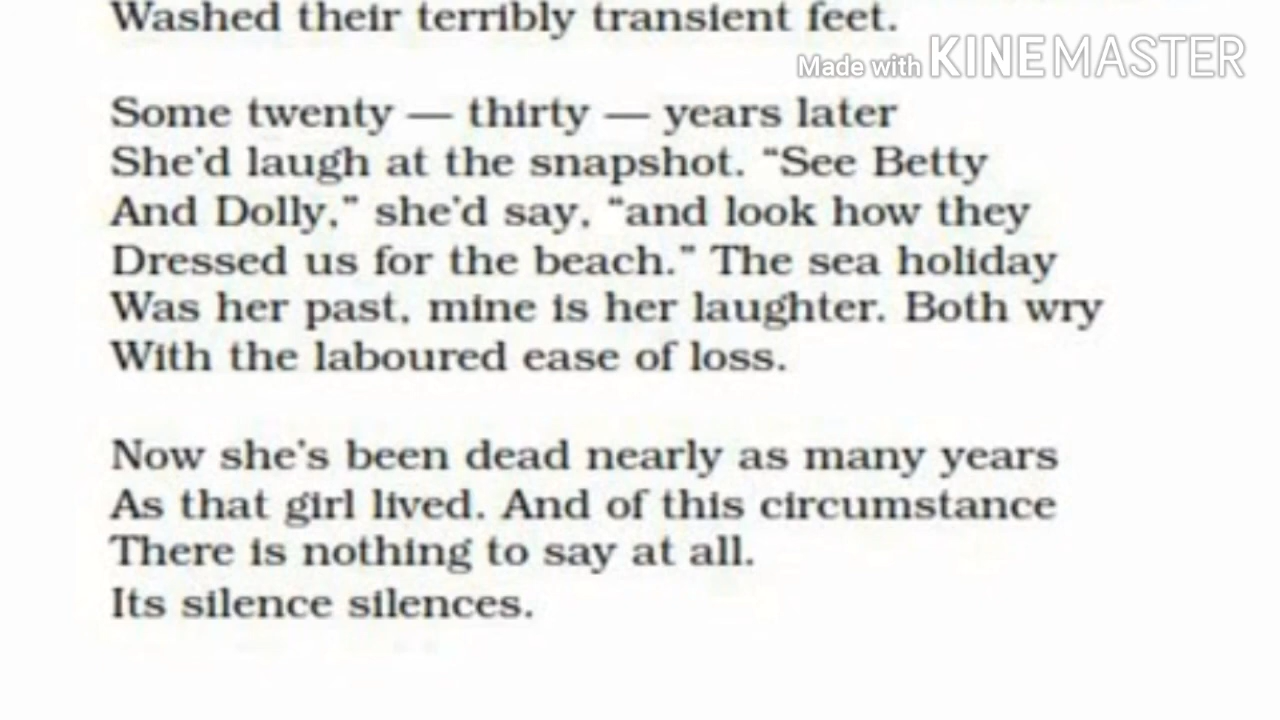 Washed their terribly transient feet.
Made with KINEMASTER
Some twenty — thirty — years later
She'd laugh at the snapshot. “See Betty
And Dolly,” she'd say, “and look how they
Dressed us for the beach.” The sea holiday
Was her past, mine is her laughter. Both wry
With the laboured ease of loss.
Now she's been dead nearly as many years
As that girl lived. And of this circumstance
There is nothing to say at all.
Its silence silences.